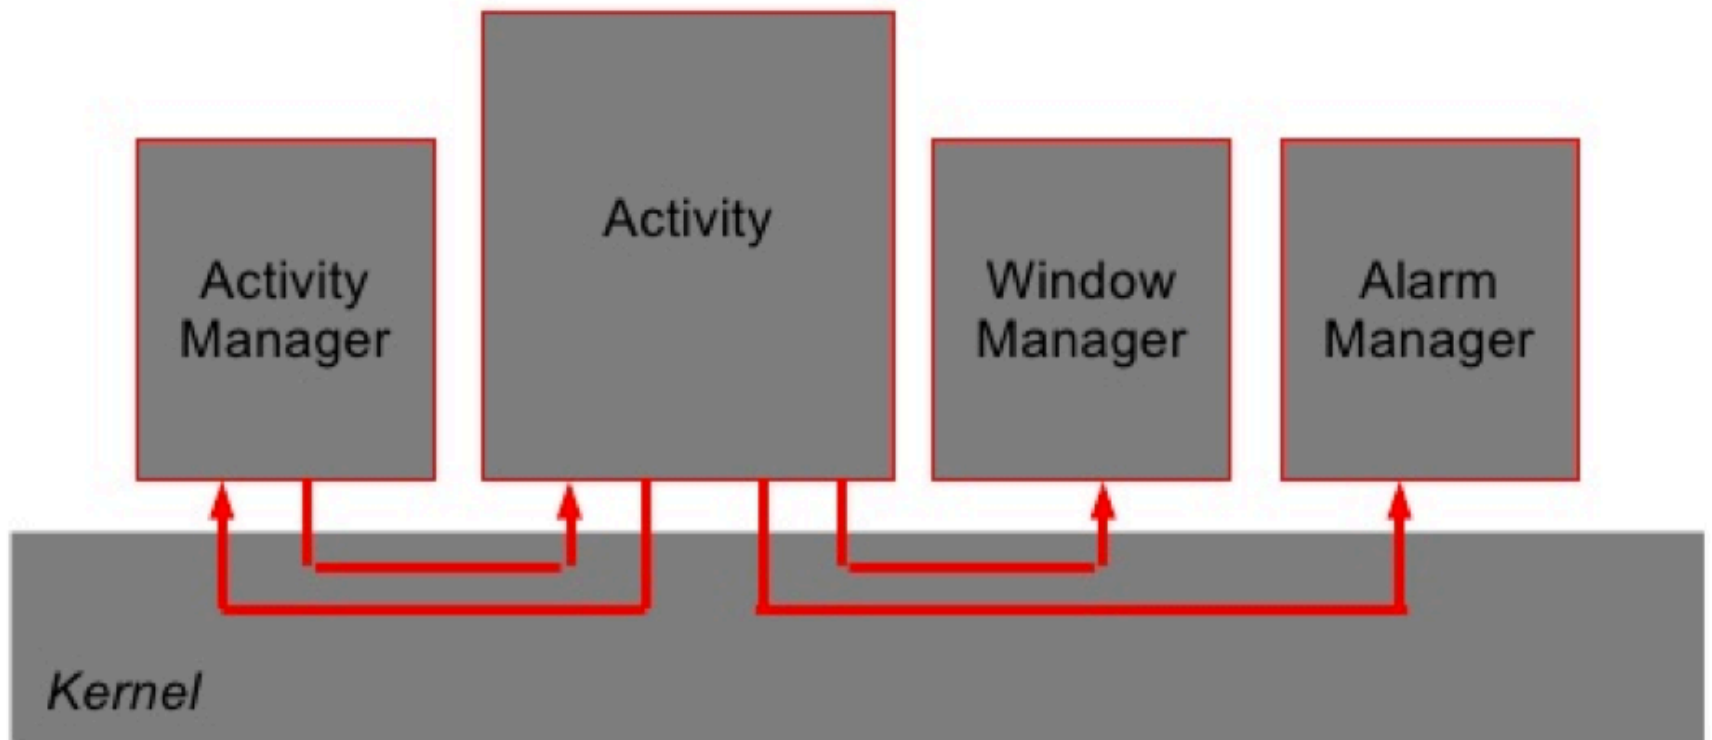 Activity
Manager
Activity
Window
Manager
Alarm
Manager
Kernel